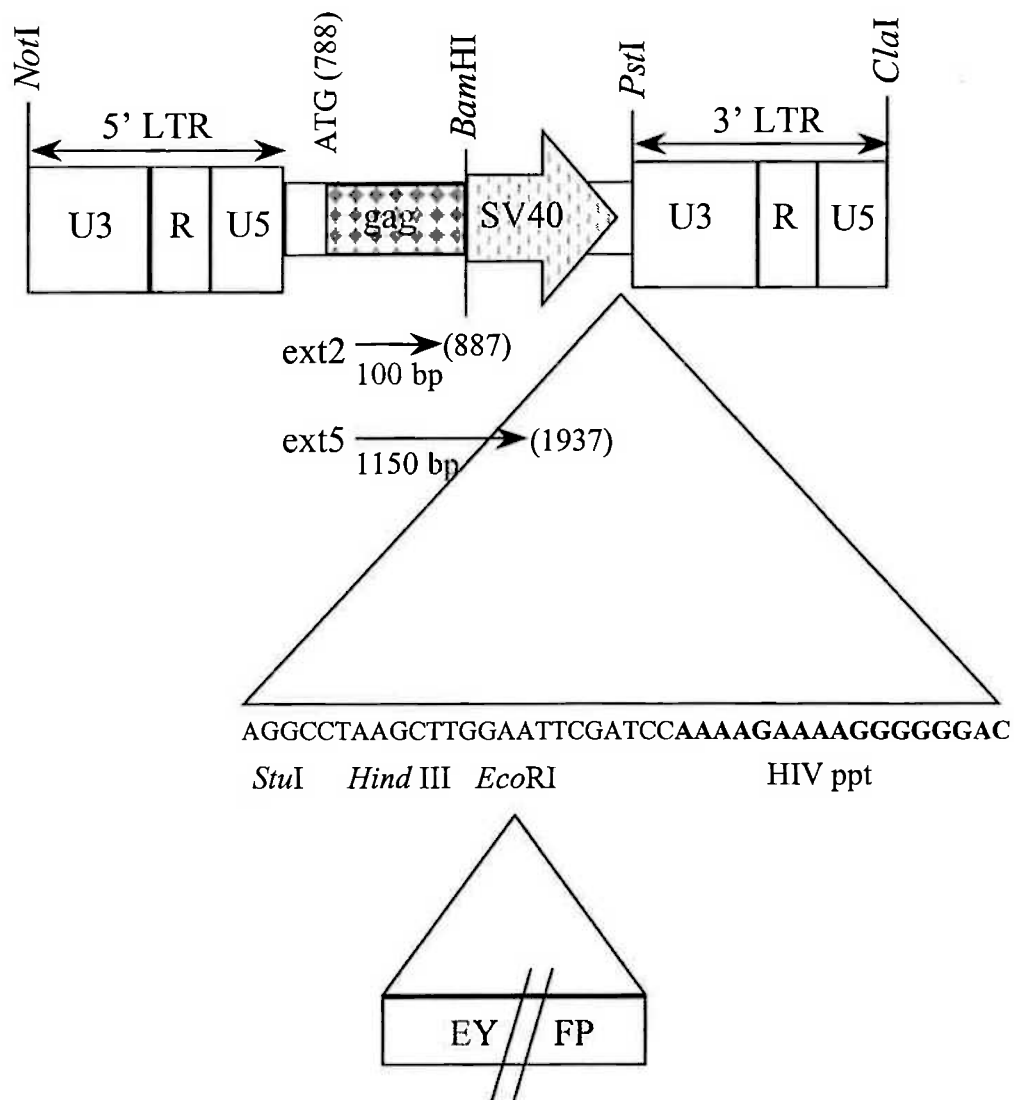 NotI
ATG (788)
BamHI
PstI
ClaI
5’ LTR
3’ LTR
U3
R
U5
gag
SV40
U3
R
U5
ext2
(887)
100 bp
ext5
(1937)
1150 bp
AGGCCTAAGCTTGGAATTCGATCCAAAAGAAAAGGGGGGAC
StuI
Hind III
EcoRI
HIV ppt
EY
FP